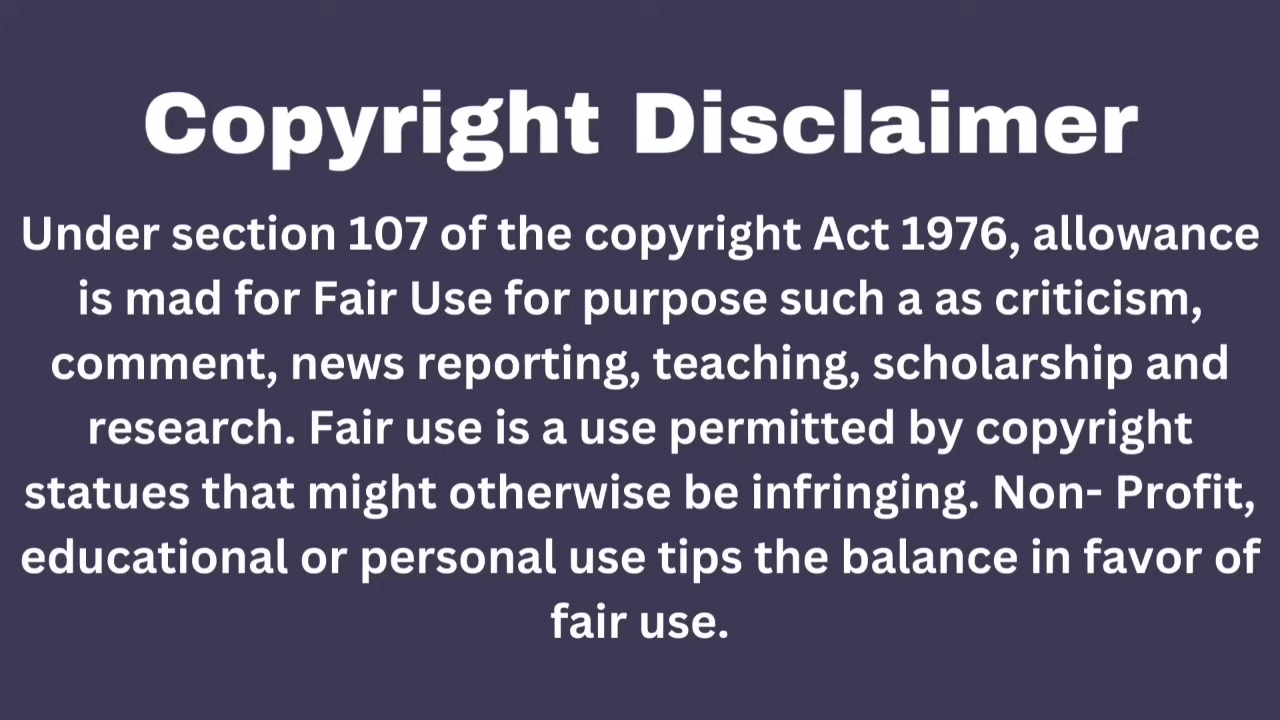 Copyright Disclaimer
Under section 107 of the copyright Act 1976, allowance
is mad for Fair Use for purpose such a as criticism,
comment, news reporting, teaching, scholarship and
research. Fair use is a use permitted by copyright
statues that might otherwise be infringing. Non- Profit,
educational or personal use tips the balance in favor of
fair use.